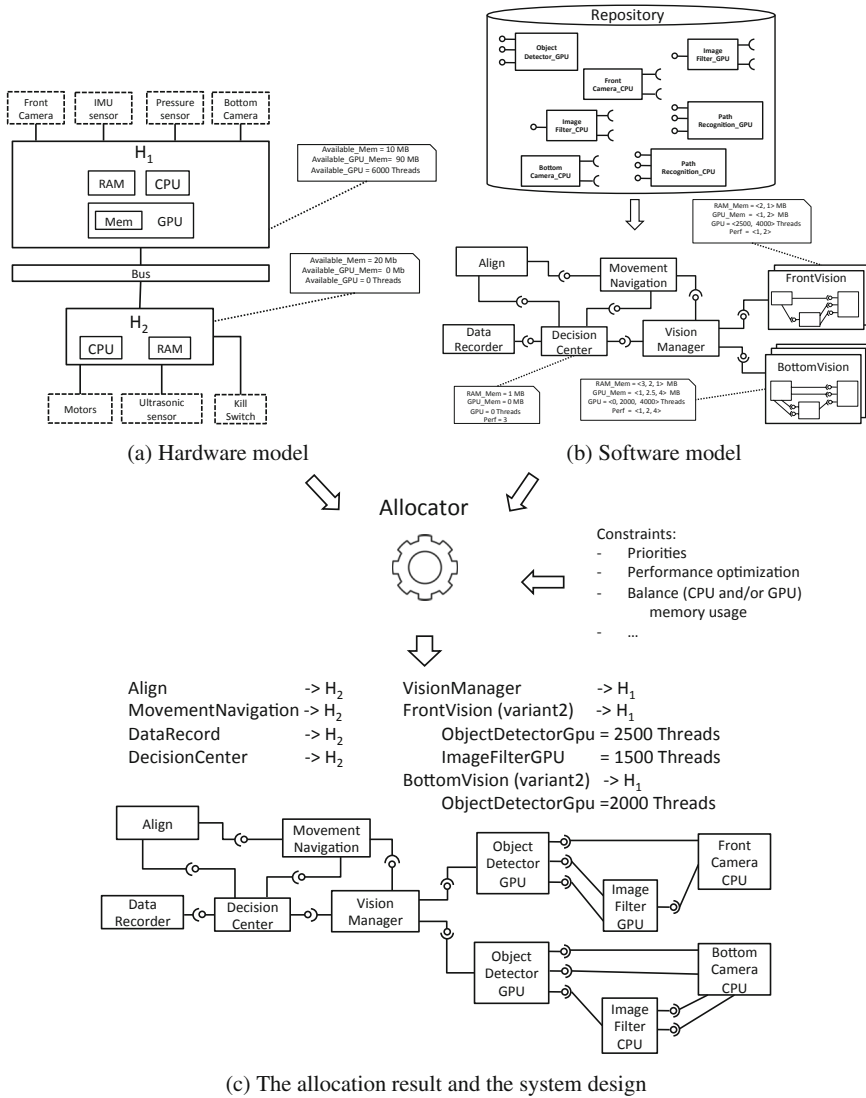 Front
Camera
IMU
sensor
Pressure
sensor
Bottom
Camera
H1
RAM
CPU
Mem
GPU
Available_Mem = 10 MB
Available_GPU_Mem= 90 MB
Available_GPU = 6000 Threads
Bus
Available_Mem = 20 Mb
Available_GPU_Mem= 0 Mb
Available_GPU = 0 Threads
H2
CPU
RAM
Motors
Ultrasonic
sensor
Kill
Switch
(a) Hardware model
Repository
Object
Detector_GPU
Image
Filter_GPU
Front
Camera_CPU
Image
Filter_CPU
Path
Recognition_GPU
Bottom
Camera_CPU
Path
Recognition_CPU
RAM_Mem = <2, 1> MB
GPU_Mem = <1, 2> MB
GPU = <2500, 4000> Threads
Perf = <1, 2>
Align
Movement
Navigation
FrontVision
Data
Recorder
Decision
Center
Vision
Manager
BottomVision
RAM_Mem = 1 MB
GPU_Mem = 0 MB
GPU = 0 Threads
Perf = 3
RAM_Mem = <3, 2, 1> MB
GPU_Mem = <1, 2.5, 4> MB
GPU = <0, 2000, 4000> Threads
Perf = <1, 2, 4>
(b) Software model
Allocator
Constraints:
- Priorities
- Performance optimization
- Balance (CPU and/or GPU)
memory usage
- ...
Align -> H2
MovementNavigation -> H2
DataRecord -> H2
DecisionCenter -> H2
VisionManager -> H1
FrontVision (variant2) -> H1
ObjectDetectorGpu = 2500 Threads
ImageFilterGPU = 1500 Threads
BottomVision (variant2) -> H1
ObjectDetectorGpu =2000 Threads
Align
Movement
Navigation
Data
Recorder
Decision
Center
Vision
Manager
Object
Detector
GPU
Image
Filter
GPU
Front
Camera
CPU
Object
Detector
GPU
Image
Filter
CPU
Bottom
Camera
CPU
(c) The allocation result and the system design